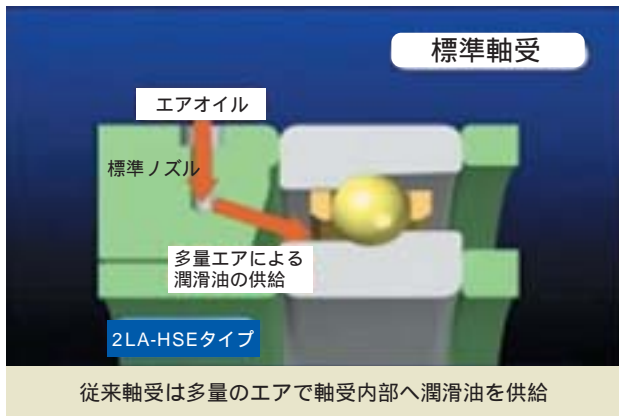 標準軸受
エアオイル
標準ノズル
多量エアによる
潤滑油の供給
2LA-HSEタイプ
従来軸受は多量のエアで軸受内部へ潤滑油を供給